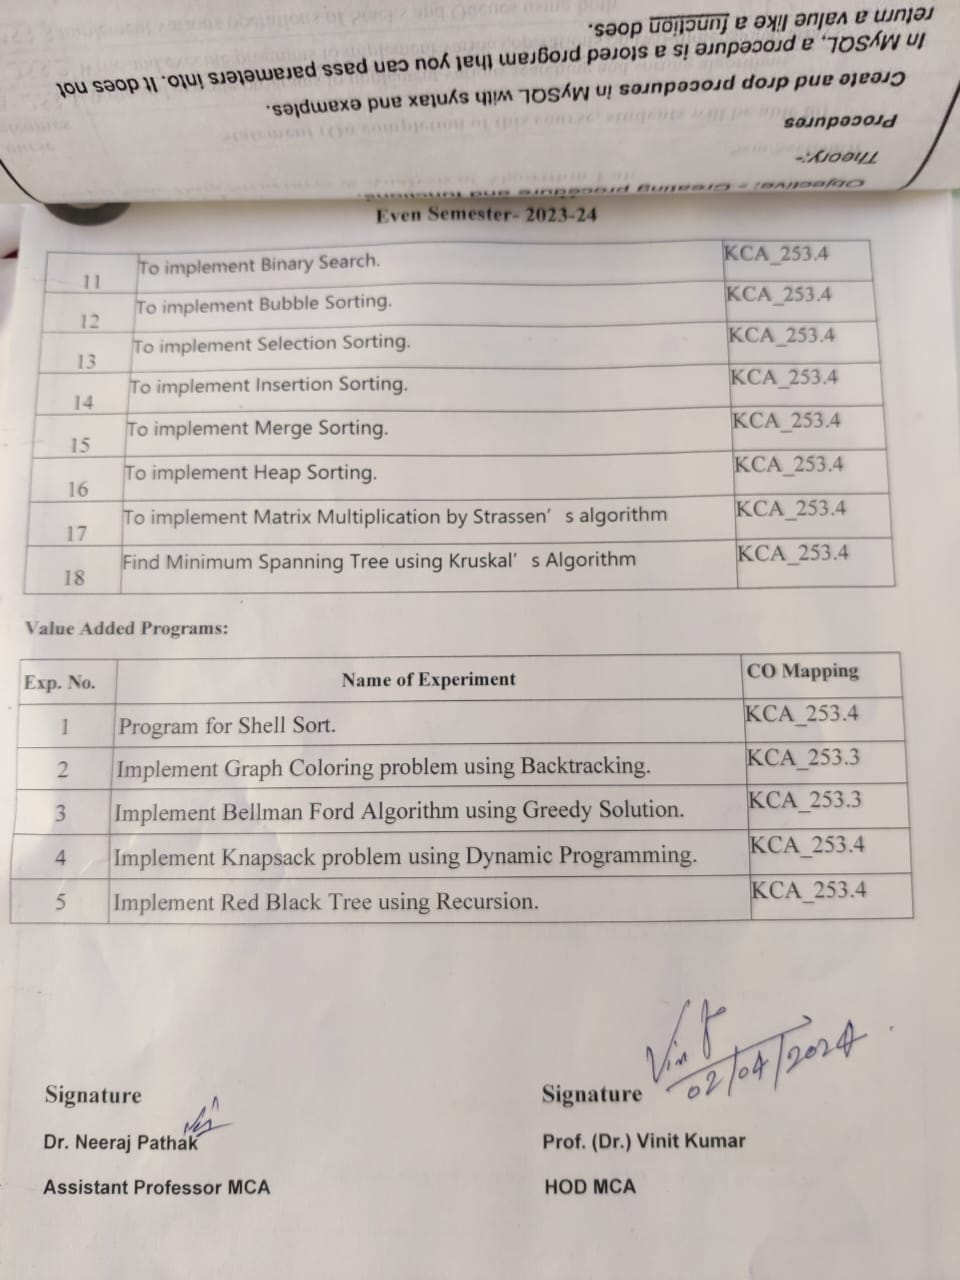 return a value like a function does.
In MySQL, a procedure is a stored program that you can pass parameters into. It does not
Create and drop procedures in MySQL with syntax and examples.
Procedures
Theory:-
Objective: - Creating procedure and functions.
Even Semester- 2023-24
11 To implement Binary Search. KCA_253.4
12 To implement Bubble Sorting. KCA_253.4
13 To implement Selection Sorting. KCA_253.4
14 To implement Insertion Sorting. KCA_253.4
15 To implement Merge Sorting. KCA_253.4
16 To implement Heap Sorting. KCA_253.4
17 To implement Matrix Multiplication by Strassen’ s algorithm KCA_253.4
18 Find Minimum Spanning Tree using Kruskal’ s Algorithm KCA_253.4
Value Added Programs:
Exp. No. Name of Experiment CO Mapping
1 Program for Shell Sort. KCA_253.4
2 Implement Graph Coloring problem using Backtracking. KCA_253.3
3 Implement Bellman Ford Algorithm using Greedy Solution. KCA_253.3
4 Implement Knapsack problem using Dynamic Programming. KCA_253.4
5 Implement Red Black Tree using Recursion. KCA_253.4
02/04/2024
Signature Signature
Dr. Neeraj Pathak Prof. (Dr.) Vinit Kumar
Assistant Professor MCA HOD MCA